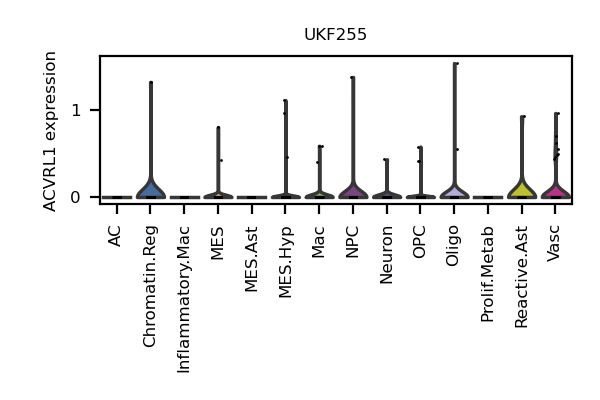 UKF255
ACVRL1 expression
1
0
AC
Chromatin.Reg
Inflammatory.Mac
MES
MES.Ast
MES.Hyp
Mac
NPC
Neuron
OPC
Oligo
Prolif.Metab
Reactive.Ast
Vasc